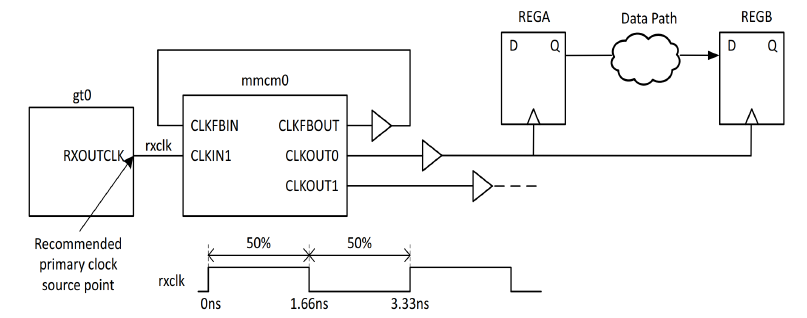 REGA
Data Path
REGB
D Q
D Q
mmcm0
gt0
CLKFBIN CLKFBOUT
RXOUTCLK
rxclk
CLKIN1 CLKOUT0
CLKOUT1
Recommended
primary clock
source point
50% 50%
rxclk
0ns 1.66ns 3.33ns